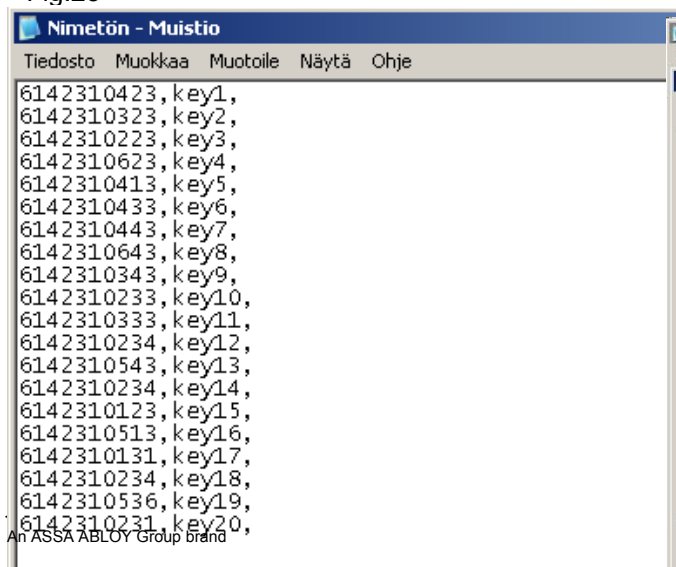 Nimetön - Muistio
Tiedosto Muokkaa Muotoile Näytä Ohje
6142310423,key1,
6142310323,key2,
6142310223,key3,
6142310623,key4,
6142310413,key5,
6142310433,key6,
6142310443,key7,
6142310643,key8,
6142310343,key9,
6142310233,key10,
6142310333,key11,
6142310234,key12,
6142310543,key13,
6142310234,key14,
6142310123,key15,
6142310513,key16,
6142310131,key17,
6142310234,key18,
6142310536,key19,
6142310231,key20,
An ASSA ABLOY Group brand